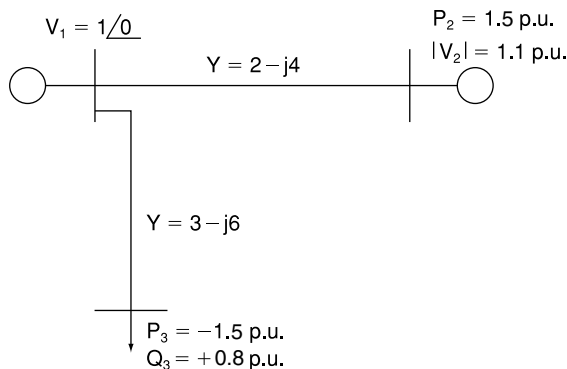 V₁ = 1/0
P₂ = 1.5 p.u.
|V₂| = 1.1 p.u.
Y = 2–j4
Y = 3–j6
P₃ = –1.5 p.u.
Q₃ = +0.8 p.u.